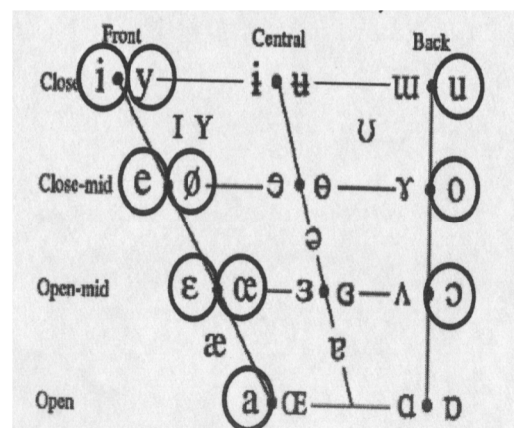 Front Central Back
Close i y ɨ ʉ ɯ u
I Y ʊ
Close-mid e ø ɘ ɵ ɤ o
ə
Open-mid ɛ œ ɜ ɞ ʌ ɔ
æ ɐ
Open a ɶ ɑ ɒ